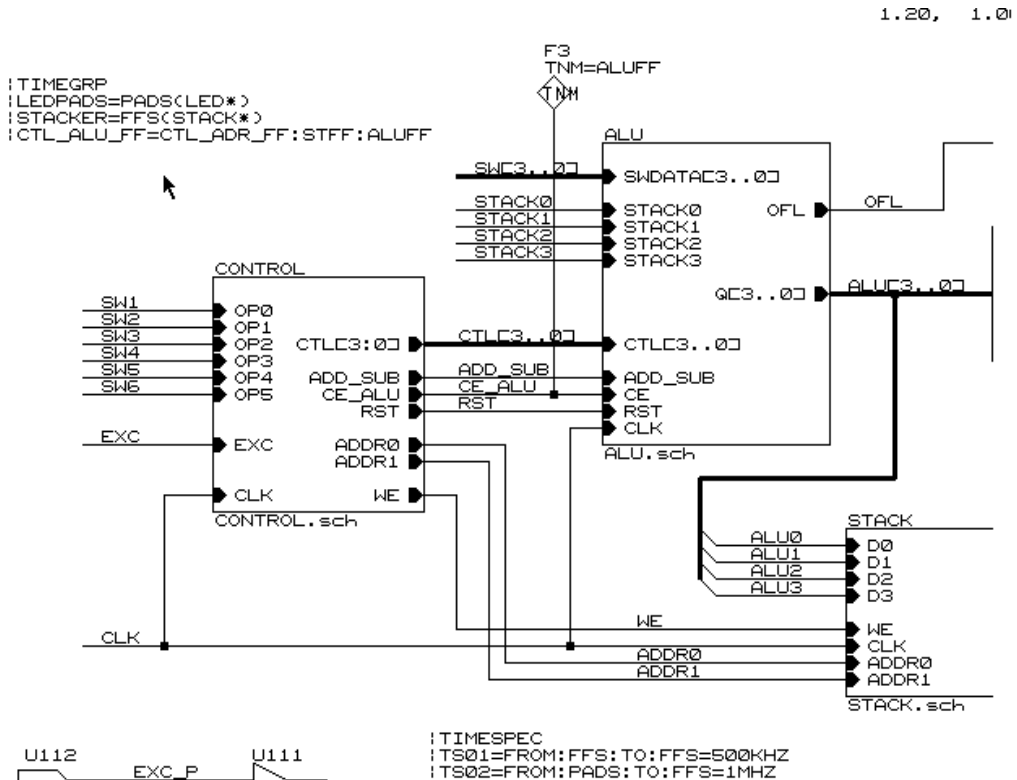 1.20, 1.0
F3
TNM=ALUFF
TNM
|TIMEGRP
|LEDPADS=PADS(LED*)
|STACKER=FFS(STACK*)
|CTL_ALU_FF=CTL_ADR_FF:STFF:ALUFF
ALU
SW[3..0]
SWDATA[3..0]
STACK0
STACK0
OFL
OFL
STACK1
STACK1
STACK2
STACK2
STACK3
STACK3
Q[3..0]
ALU[3..0]
CONTROL
SW1
OP0
SW2
OP1
SW3
OP2
CTL[3:0]
CTL[3..0]
CTL[3..0]
SW4
OP3
SW5
OP4
ADD_SUB
ADD_SUB
ADD_SUB
SW6
OP5
CE_ALU
CE_ALU
CE
RST
RST
RST
CLK
EXC
EXC
ADDR0
ADDR1
ALU.sch
CLK
WE
CONTROL.sch
STACK
ALU0
D0
ALU1
D1
ALU2
D2
ALU3
D3
WE
WE
CLK
CLK
ADDR0
ADDR0
ADDR1
ADDR1
STACK.sch
|TIMESPEC
|TS01=FROM:FFS:TO:FFS=500KHZ
|TS02=FROM:PADS:TO:FFS=1MHZ
U112
EXC_P
U111